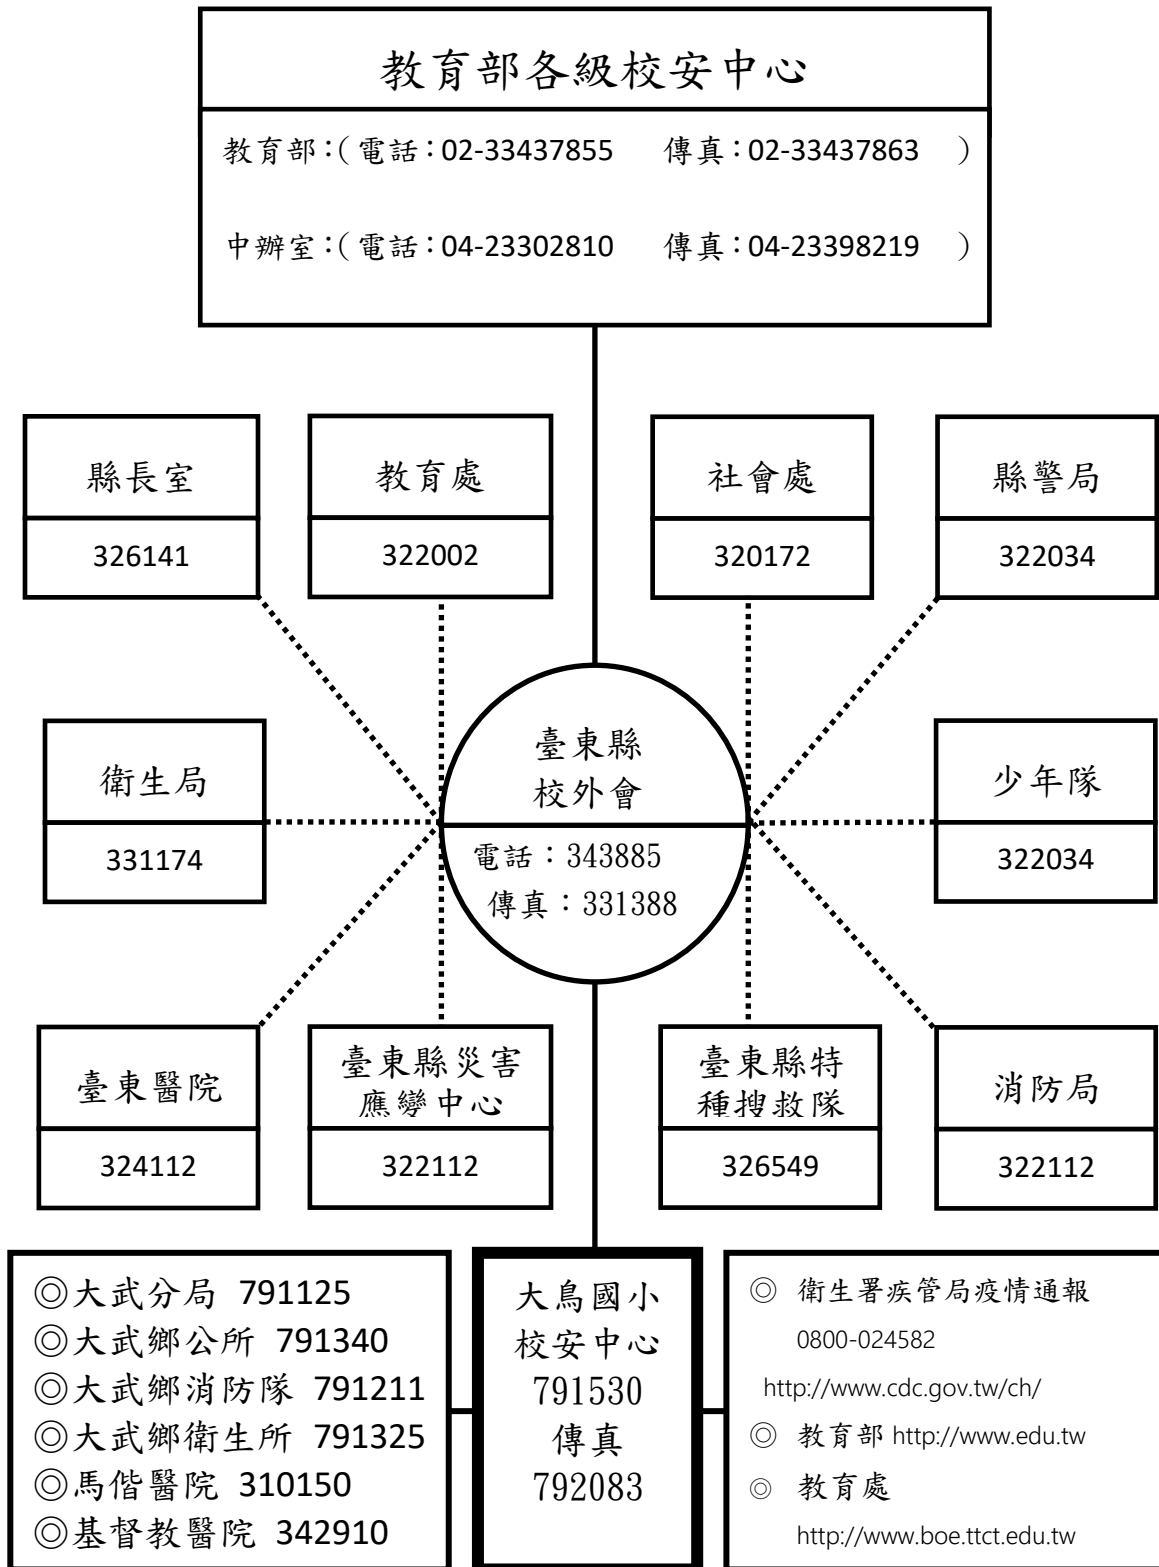 教育部各級校安中心
教育部：（電話：02-33437855 傳真：02-33437863 ）
中辦室：（電話：04-23302810 傳真：04-23398219 ）
縣長室
326141
教育處
322002
社會處
320172
縣警局
322034
衛生局
331174
臺東縣
校外會
電話：343885
傳真：331388
少年隊
322034
臺東醫院
324112
臺東縣災害
應變中心
322112
臺東縣特
種搜救隊
326549
消防局
322112
◎大武分局 791125
◎大武鄉公所 791340
◎大武鄉消防隊 791211
◎大武鄉衛生所 791325
◎馬偕醫院 310150
◎基督教醫院 342910
大鳥國小
校安中心
791530
傳真
792083
◎ 衛生署疾管局疫情通報
0800-024582
http://www.cdc.gov.tw/ch/
◎ 教育部 http://www.edu.tw
◎ 教育處
http://www.boe.ttct.edu.tw